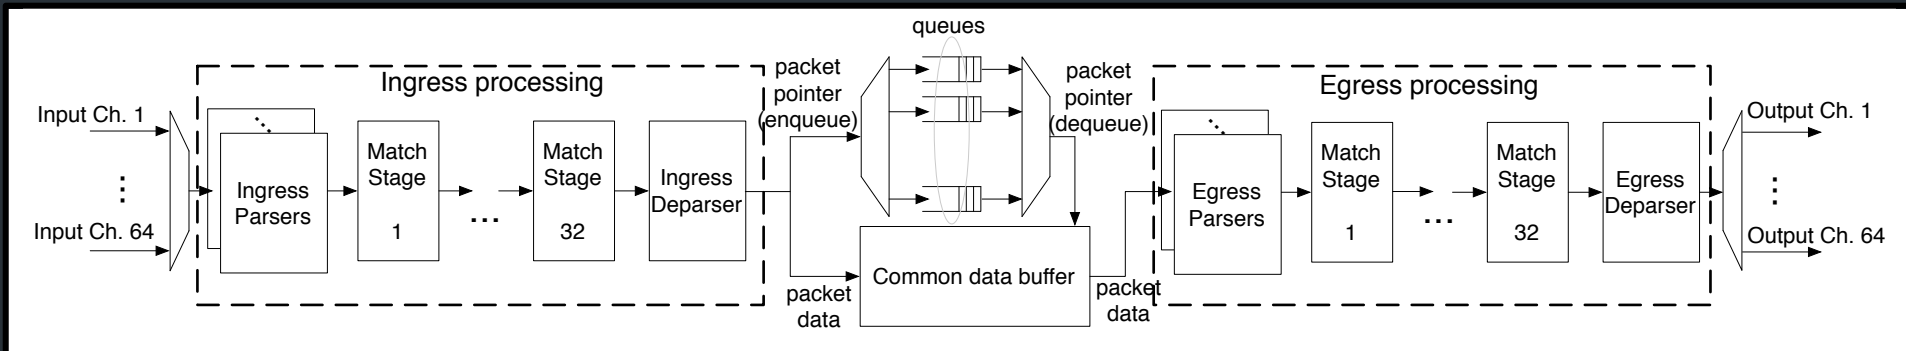 queues
Ingress processing
Input Ch. 1
Input Ch. 64
Ingress
Parsers
Match
Stage
1
...
Match
Stage
32
Ingress
Deparser
packet
pointer
(enqueue)
packet
data
packet
pointer
(dequeue)
Common data buffer
packet
data
Egress processing
Egress
Parsers
Match
Stage
1
...
Match
Stage
32
Egress
Deparser
Output Ch. 1
Output Ch. 64